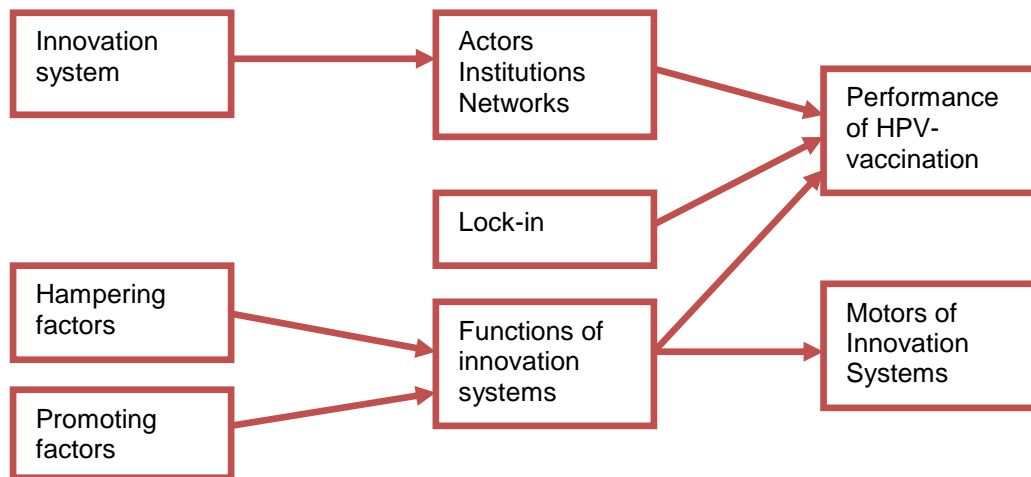 Innovation
system
Actors
Institutions
Networks
Performance
of HPV-
vaccination
Lock-in
Hampering
factors
Functions of
innovation
systems
Motors of
Innovation
Systems
Promoting
factors